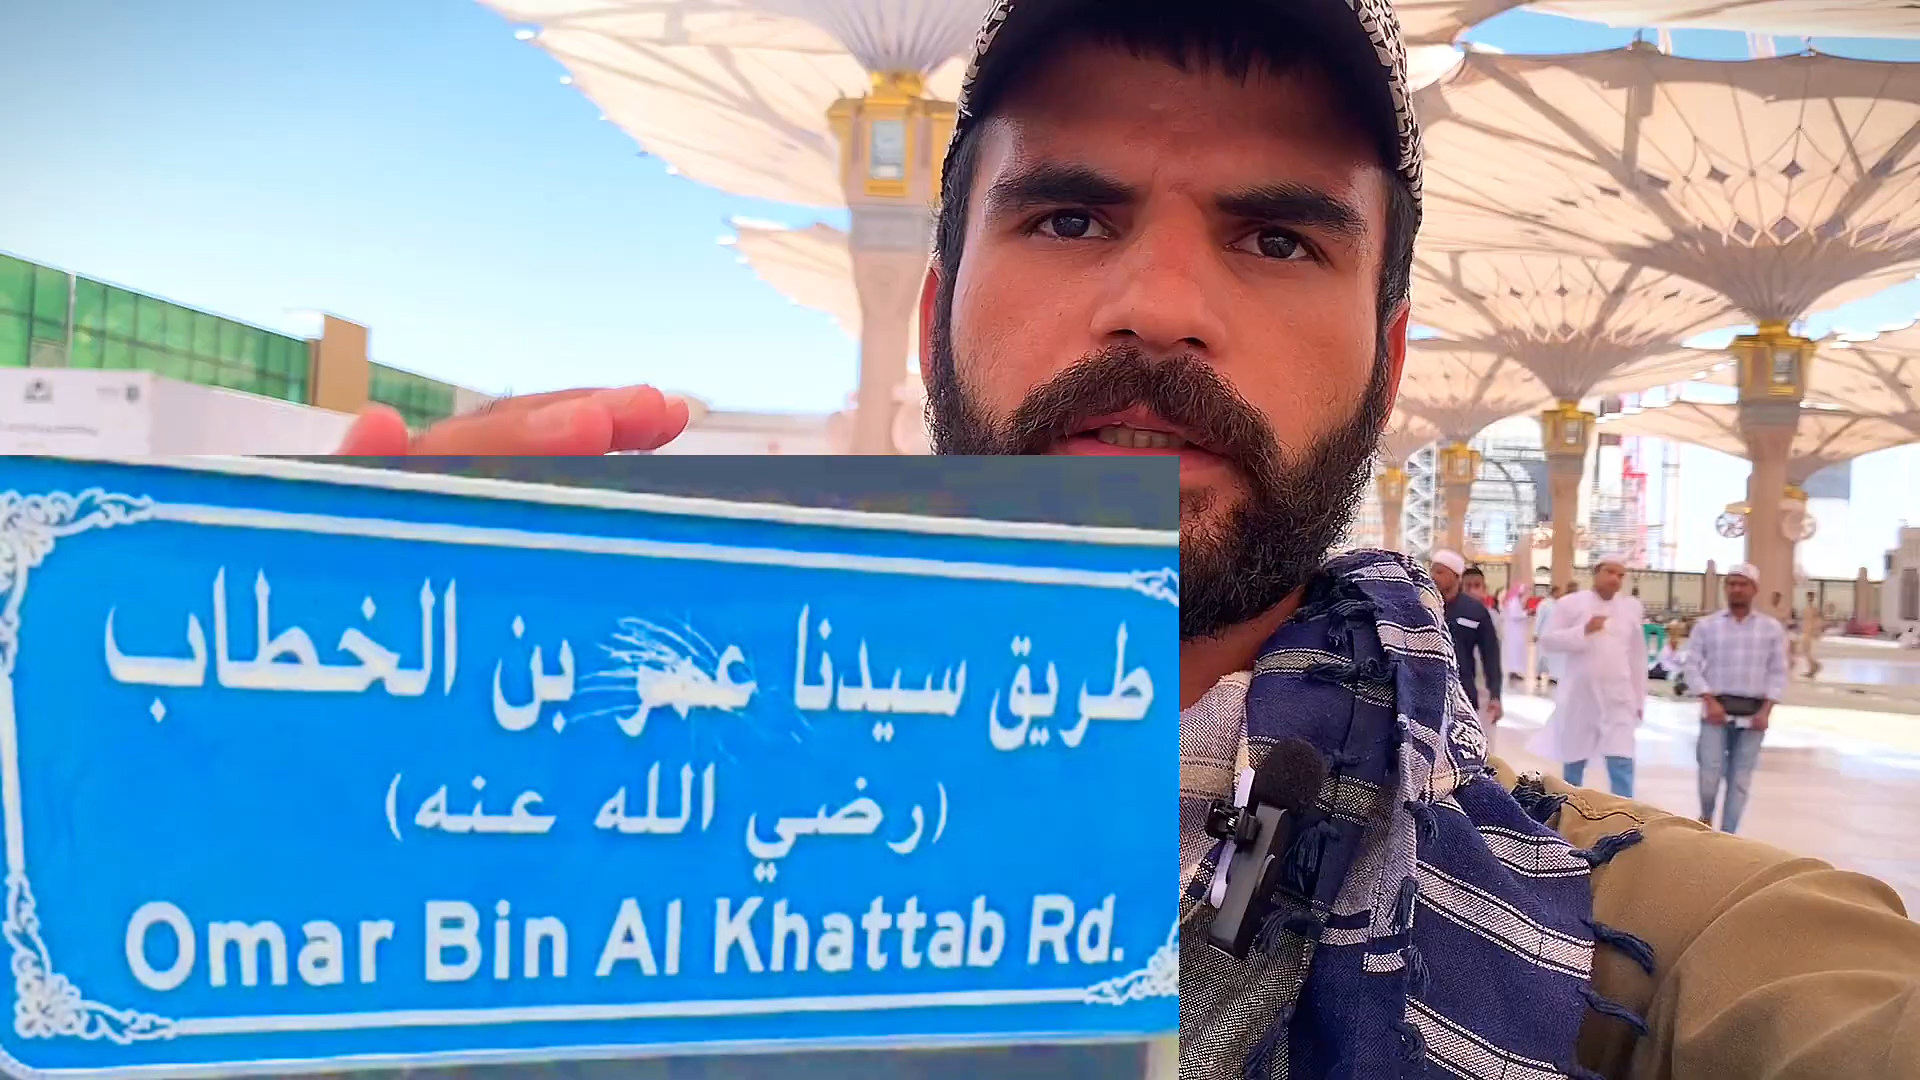 طريق سيدنا عمر بن الخطاب
(رضي الله عنه)
Omar Bin Al Khattab Rd.